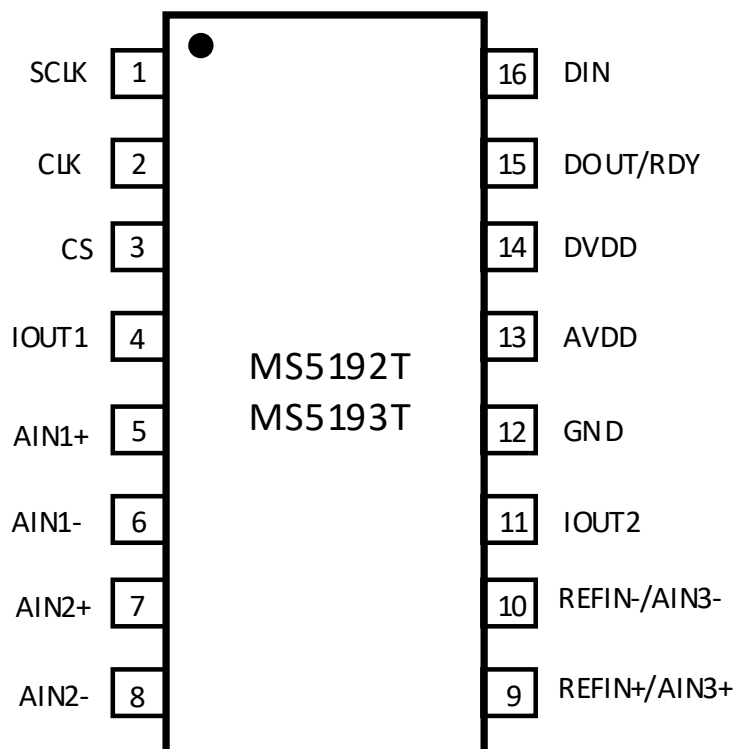 SCLK 1 16 DIN
CLK 2 15 DOUT/RDY
CS 3 14 DVDD
IOUT1 4 13 AVDD
MS5192T
MS5193T
AIN1+ 5 12 GND
AIN1- 6 11 IOUT2
AIN2+ 7 10 REFIN-/AIN3-
AIN2- 8 9 REFIN+/AIN3+